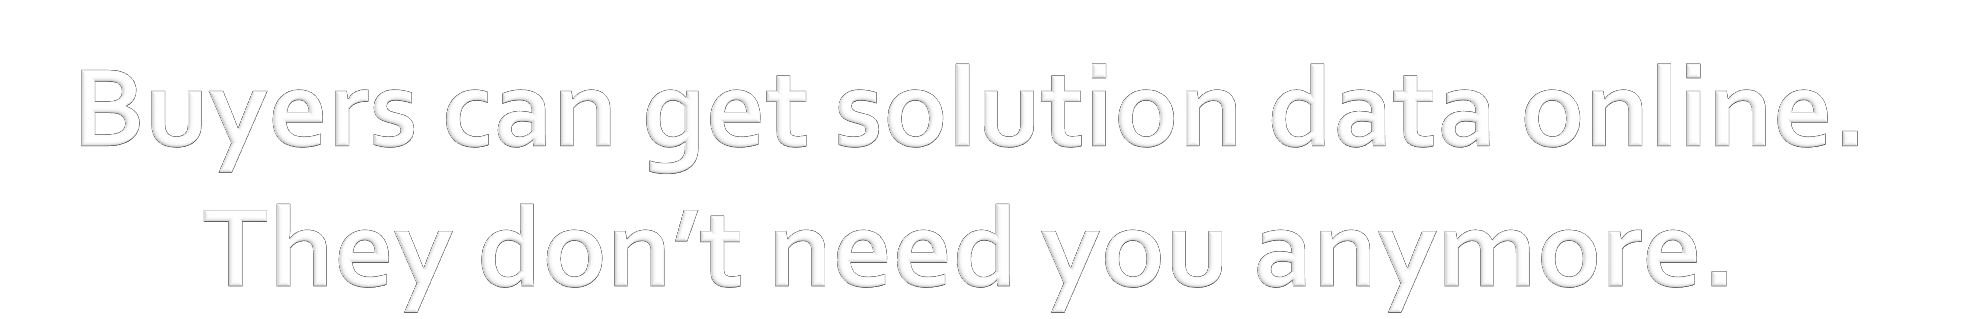 Buyers can get solution data online.
They don’t need you anymore.